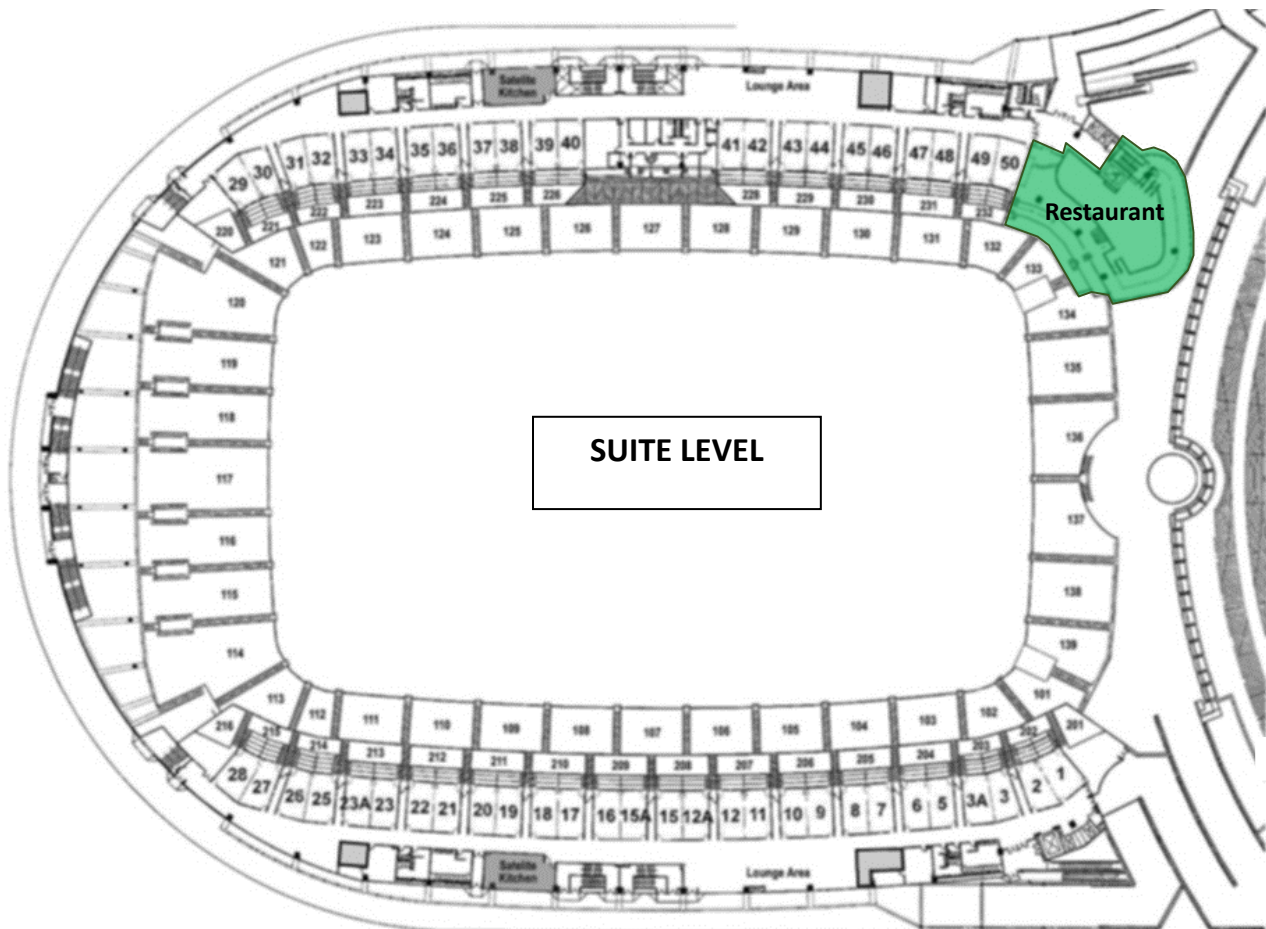 Satelite
Kitchen
Lounge Area
29 30 31 32 33 34 35 36 37 38 39 40 41 42 43 44 45 46 47 48 49 50
Restaurant
220 221 222 223 224 225 226 228 229 230 231 232
121 122 123 124 125 126 127 128 129 130 131 132 133
120
134
119
135
118
136
SUITE LEVEL
117
137
116
115
138
114
139
113 112 111 110 109 108 107 106 105 104 103 102 101
216 215 214 213 212 211 210 209 208 207 206 205 204 203 202 201
28 27 26 25 23A 23 22 21 20 19 18 17 16 15A 15 12A 12 11 10 9 8 7 6 5 3A 3 2 1
Satelite
Kitchen
Lounge Area